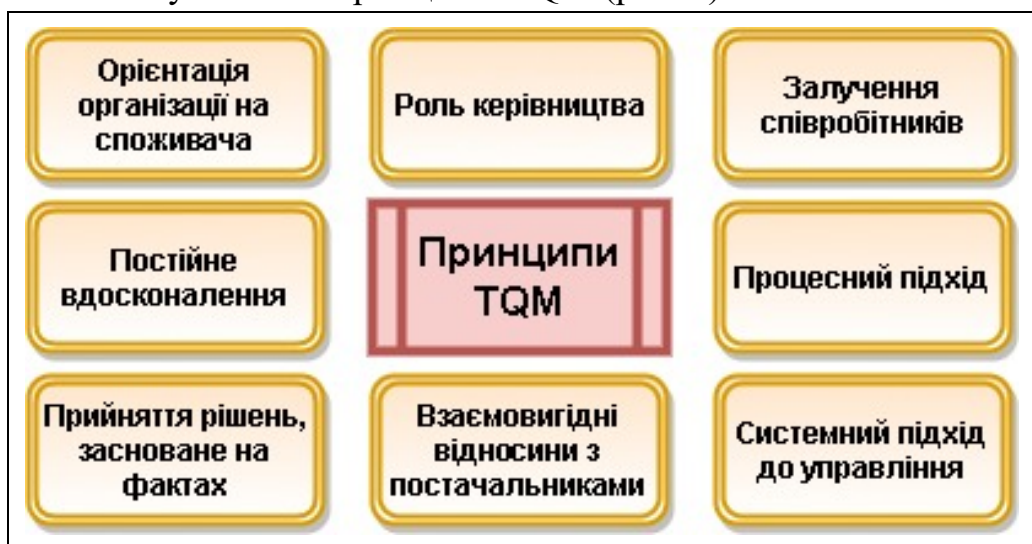 Орієнтація
організації на
споживача
Роль керівництва
Залучення
співробітників
Постійне
вдосконалення
Принципи
TQM
Процесний підхід
Прийняття рішень,
засноване на
фактах
Взаємовигідні
відносини з
постачальниками
Системний підхід
до управління